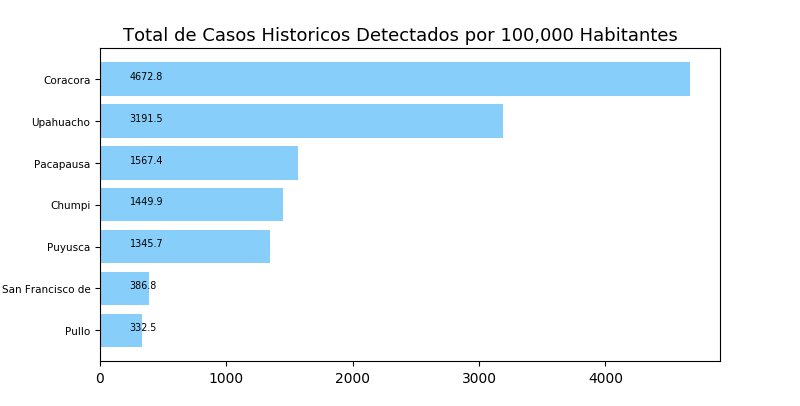 Total de Casos Historicos Detectados por 100,000 Habitantes
Coracora 4672.8
Upahuacho 3191.5
Pacapausa 1567.4
Chumpi 1449.9
Puyusca 1345.7
San Francisco de 386.8
Pullo 332.5
0 1000 2000 3000 4000